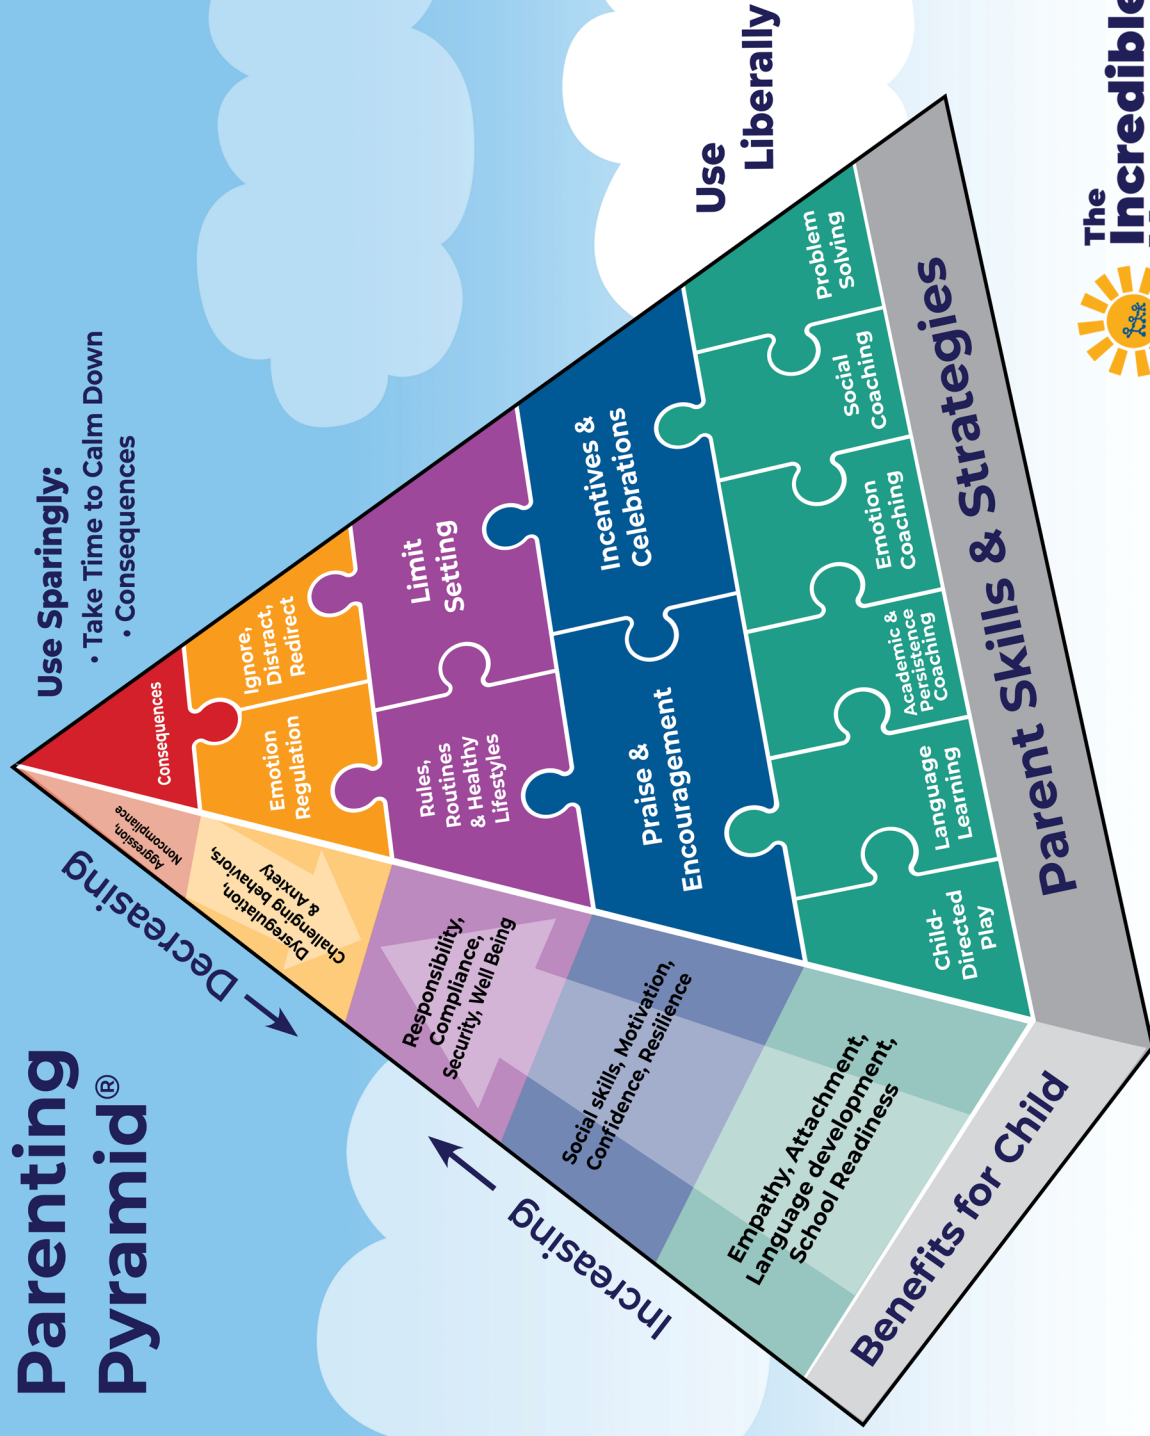 Parenting
Pyramid®
Use Sparingly:
• Take Time to Calm Down
• Consequences
Use
Liberally
Decreasing
Increasing
Aggression,
Noncompliance
Dysregulation,
Challenging behaviors,
& Anxiety
Responsibility,
Compliance,
Security, Well Being
Social skills, Motivation,
Confidence, Resilience
Empathy, Attachment,
Language development,
School Readiness
Benefits for Child
Consequences
Emotion
Regulation
Ignore,
Distract,
Redirect
Rules,
Routines
& Healthy
Lifestyles
Limit
Setting
Praise &
Encouragement
Incentives &
Celebrations
Child-
Directed
Play
Language
Learning
Academic &
Persistence
Coaching
Emotion
Coaching
Social
Coaching
Problem
Solving
Parent Skills & Strategies
The
Incredible